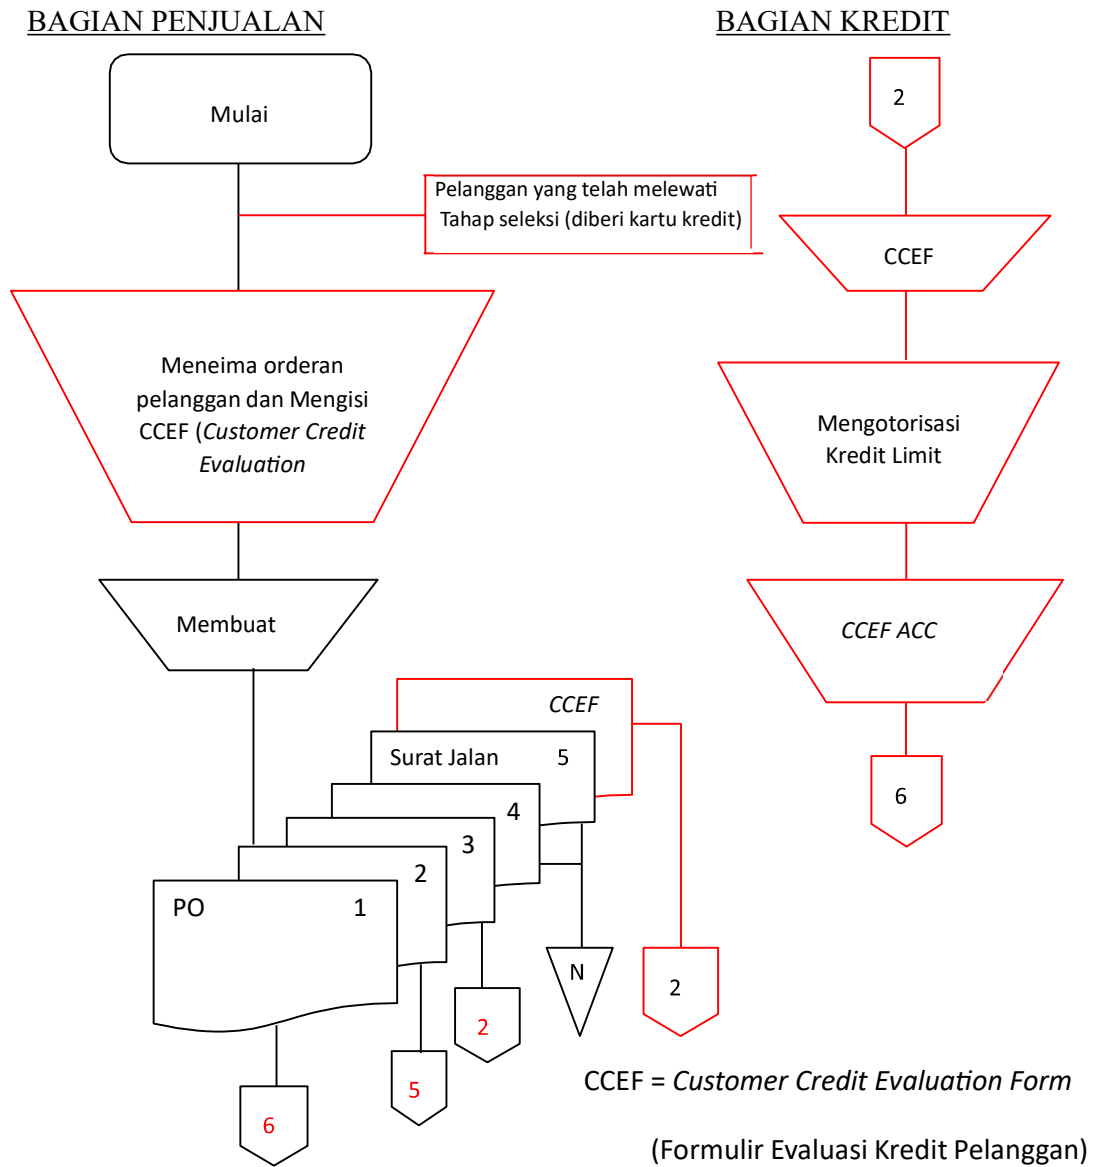 BAGIAN PENJUALAN
Mulai
Pelanggan yang telah melewati
Tahap seleksi (diberi kartu kredit)
Meneima orderan
pelanggan dan Mengisi
CCEF (Customer Credit
Evaluation
Membuat
CCEF
Surat Jalan 5
4
3
2
PO 1
N
2
2
5
6
BAGIAN KREDIT
2
CCEF
Mengotorisasi
Kredit Limit
CCEF ACC
6
CCEF = Customer Credit Evaluation Form
(Formulir Evaluasi Kredit Pelanggan)